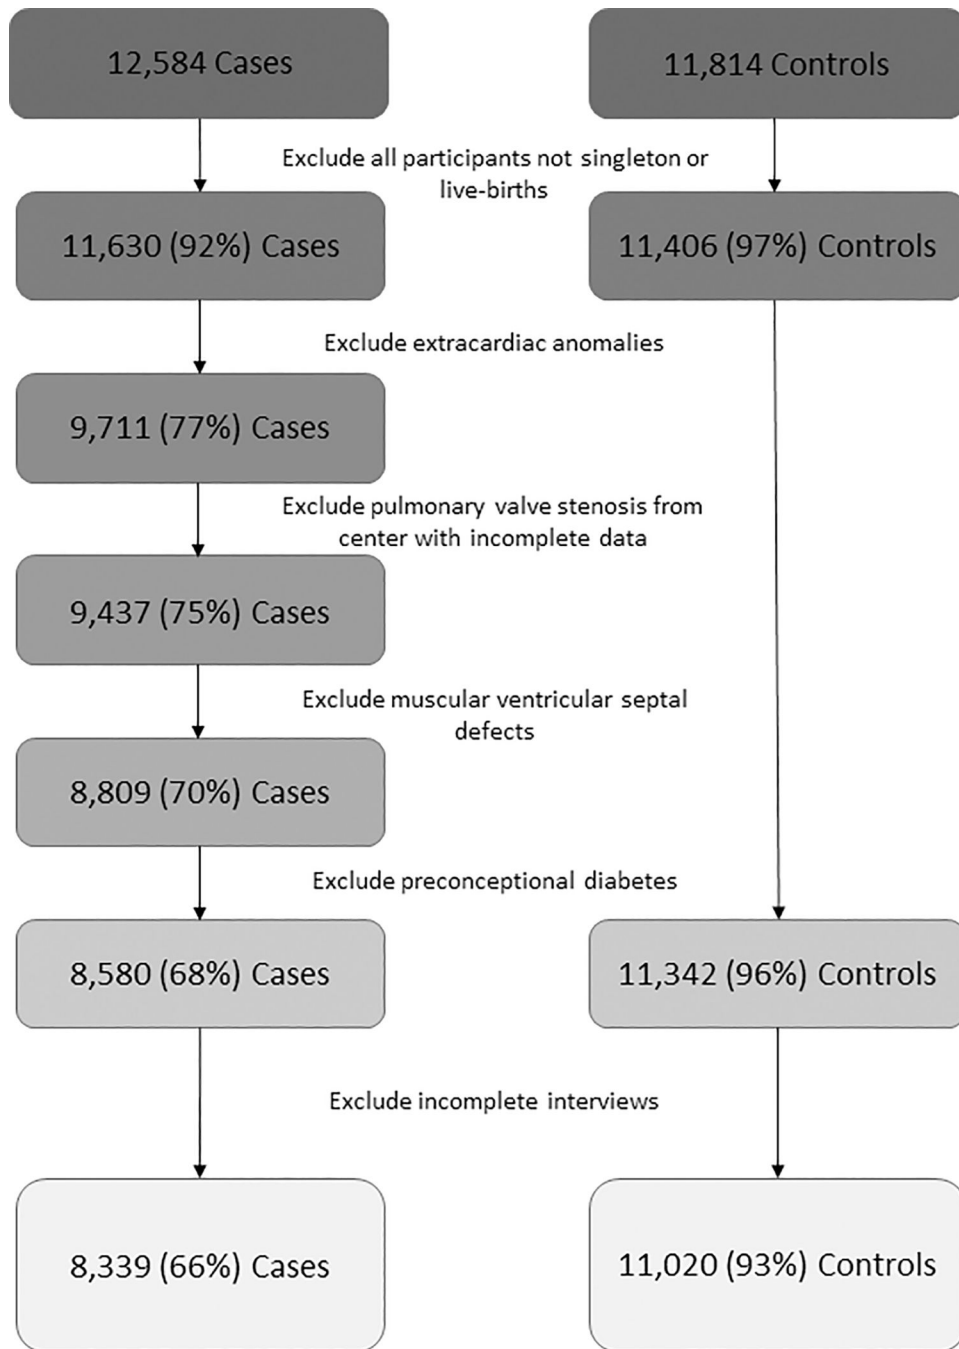 12,584 Cases
11,814 Controls
Exclude all participants not singleton or
live-births
11,630 (92%) Cases
11,406 (97%) Controls
Exclude extracardiac anomalies
9,711 (77%) Cases
Exclude pulmonary valve stenosis from
center with incomplete data
9,437 (75%) Cases
Exclude muscular ventricular septal
defects
8,809 (70%) Cases
Exclude preconceptional diabetes
8,580 (68%) Cases
11,342 (96%) Controls
Exclude incomplete interviews
8,339 (66%) Cases
11,020 (93%) Controls